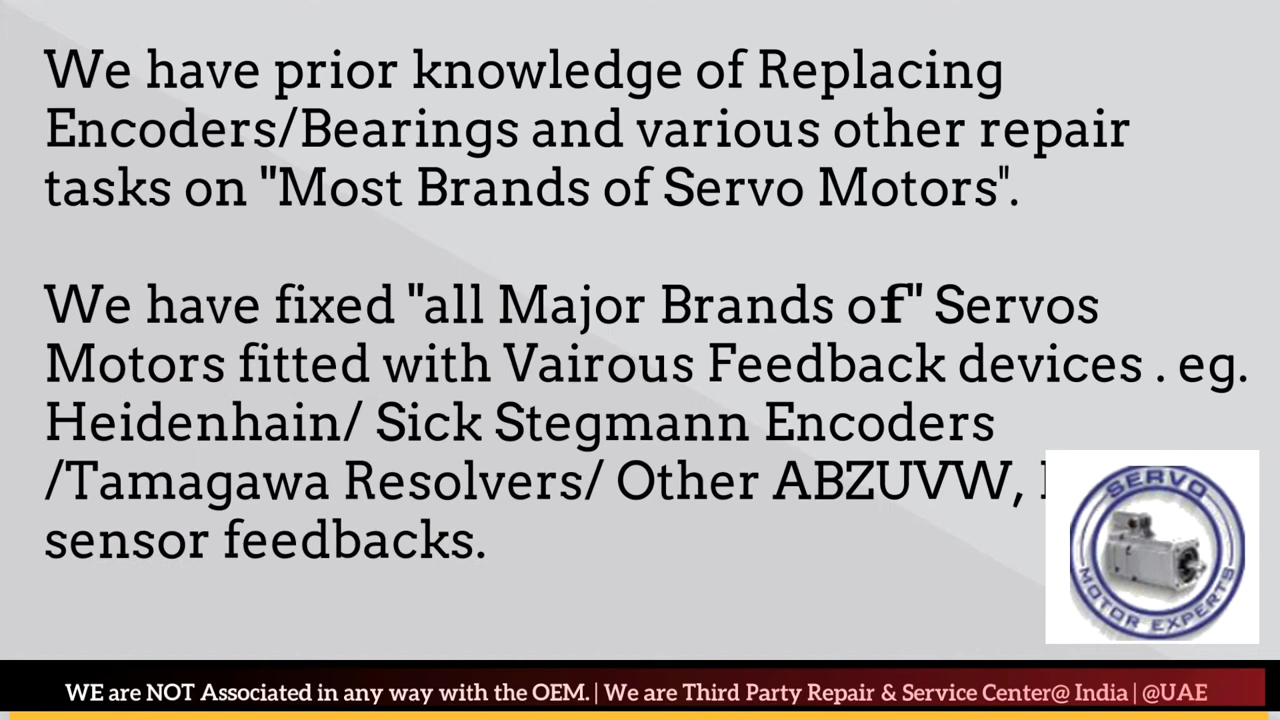 We have prior knowledge of Replacing
Encoders/Bearings and various other repair
tasks on "Most Brands of Servo Motors".
We have fixed "all Major Brands of" Servos
Motors fitted with Vairous Feedback devices . eg.
Heidenhain/ Sick Stegmann Encoders
/Tamagawa Resolvers/ Other ABZUVW,
sensor feedbacks.
SERVO
MOTOR EXPERTS
WE are NOT Associated in any way with the OEM. | We are Third Party Repair & Service Center@ India | @UAE